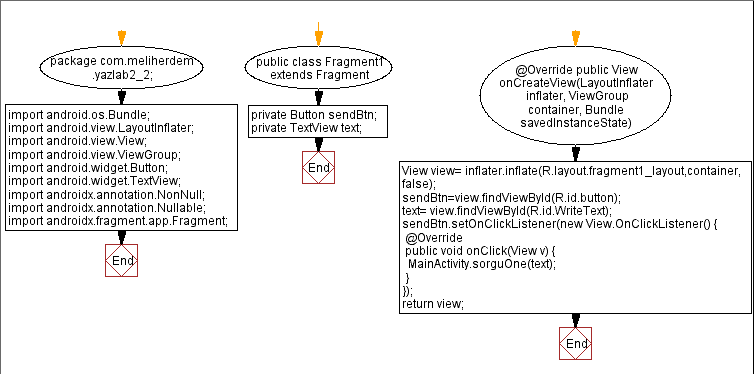 package com.meliherdem
.yazlab2_2;
import android.os.Bundle;
import android.view.LayoutInflater;
import android.view.View;
import android.view.ViewGroup;
import android.widget.Button;
import android.widget.TextView;
import androidx.annotation.NonNull;
import androidx.annotation.Nullable;
import androidx.fragment.app.Fragment;
End
public class Fragment1
extends Fragment
private Button sendBtn;
private TextView text;
End
@Override public View
onCreateView(LayoutInflater
inflater, ViewGroup
container, Bundle
savedInstanceState)
View view= inflater.inflate(R.layout.fragment1_layout,container,
false);
sendBtn=view.findViewById(R.id.button);
text= view.findViewById(R.id.WriteText);
sendBtn.setOnClickListener(new View.OnClickListener() {
@Override
public void onClick(View v) {
MainActivity.sorguOne(text);
}
});
return view;
End